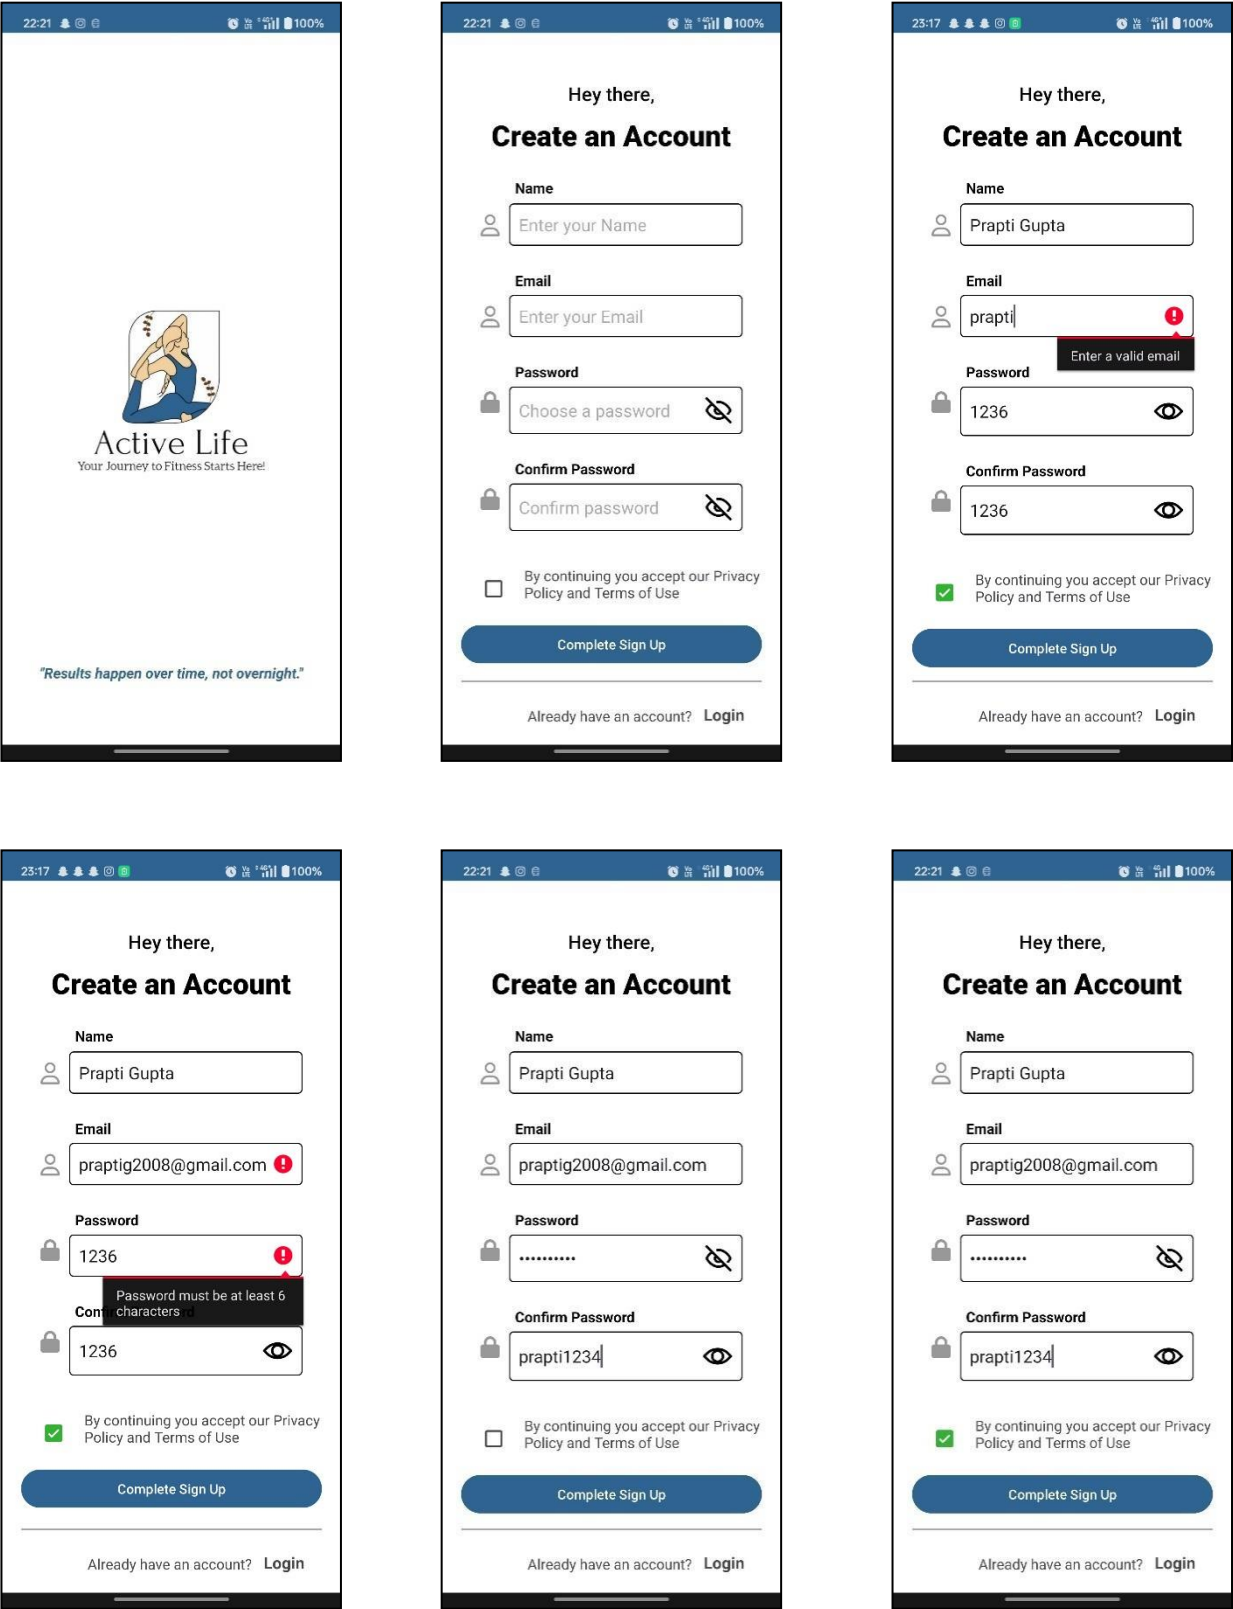 22:21 100%
Active Life
Your Journey to Fitness Starts Here!
"Results happen over time, not overnight."
22:21 100%
Hey there,
Create an Account
Name
Enter your Name
Email
Enter your Email
Password
Choose a password
Confirm Password
Confirm password
By continuing you accept our Privacy
Policy and Terms of Use
Complete Sign Up
Already have an account? Login
23:17 100%
Hey there,
Create an Account
Name
Prapti Gupta
Email
prapti
Enter a valid email
Password
1236
Confirm Password
1236
By continuing you accept our Privacy
Policy and Terms of Use
Complete Sign Up
Already have an account? Login
23:17 100%
Hey there,
Create an Account
Name
Prapti Gupta
Email
praptig2008@gmail.com
Password
1236
Password must be at least 6
characters
1236
By continuing you accept our Privacy
Policy and Terms of Use
Complete Sign Up
Already have an account? Login
22:21 100%
Hey there,
Create an Account
Name
Prapti Gupta
Email
praptig2008@gmail.com
Password
••••••••••
Confirm Password
prapti1234
By continuing you accept our Privacy
Policy and Terms of Use
Complete Sign Up
Already have an account? Login
22:21 100%
Hey there,
Create an Account
Name
Prapti Gupta
Email
praptig2008@gmail.com
Password
••••••••••
Confirm Password
prapti1234
By continuing you accept our Privacy
Policy and Terms of Use
Complete Sign Up
Already have an account? Login